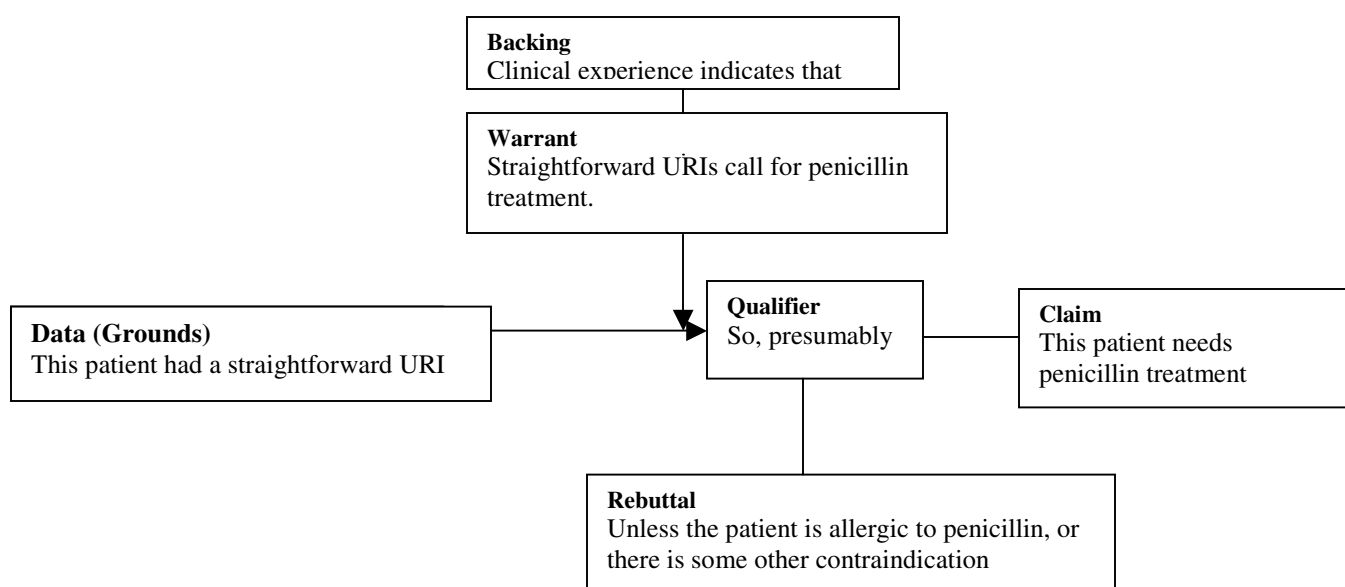 Backing
Clinical experience indicates that
Warrant
Straightforward URIs call for penicillin
treatment.
Data (Grounds)
This patient had a straightforward URI
Qualifier
So, presumably
Claim
This patient needs
penicillin treatment
Rebuttal
Unless the patient is allergic to penicillin, or
there is some other contraindication